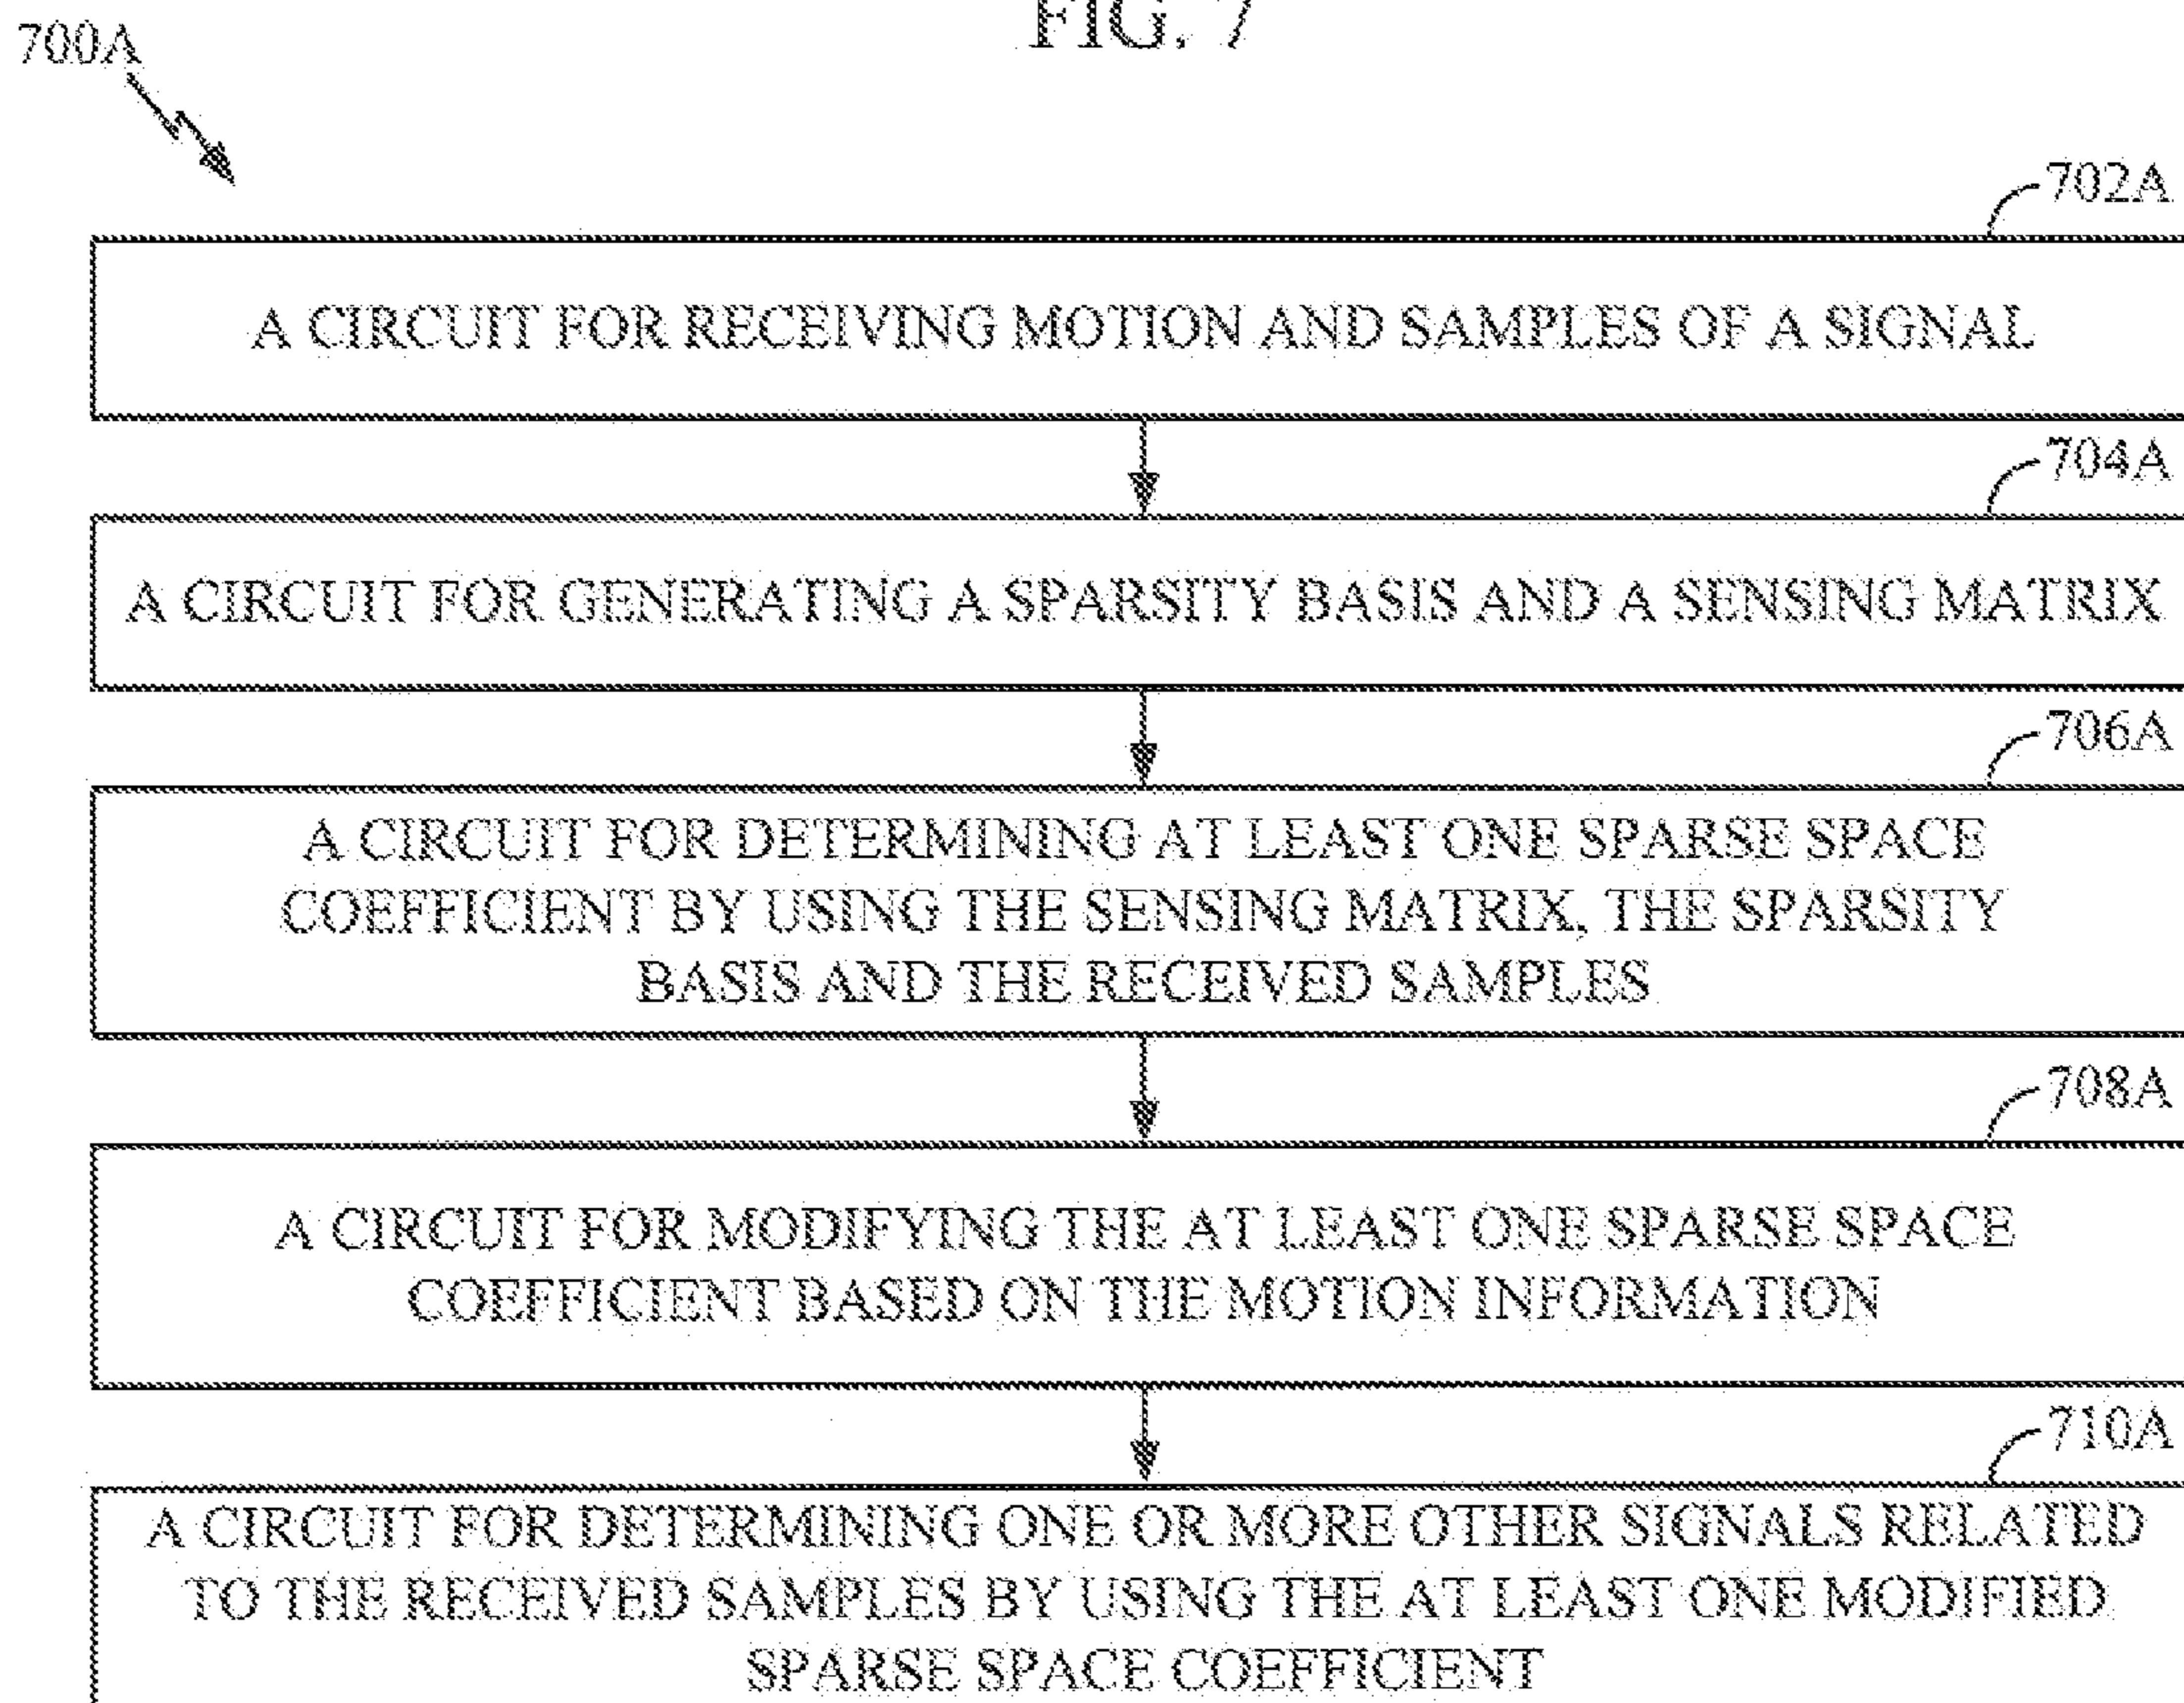 FIG. 7
700A
702A
A CIRCUIT FOR RECEIVING MOTION AND SAMPLES OF A SIGNAL
704A
A CIRCUIT FOR GENERATING A SPARSITY BASIS AND A SENSING MATRIX
706A
A CIRCUIT FOR DETERMINING AT LEAST ONE SPARSE SPACE
COEFFICIENT BY USING THE SENSING MATRIX, THE SPARSITY
BASIS AND THE RECEIVED SAMPLES
708A
A CIRCUIT FOR MODIFYING THE AT LEAST ONE SPARSE SPACE
COEFFICIENT BASED ON THE MOTION INFORMATION
710A
A CIRCUIT FOR DETERMINING ONE OR MORE OTHER SIGNALS RELATED
TO THE RECEIVED SAMPLES BY USING THE AT LEAST ONE MODIFIED
SPARSE SPACE COEFFICIENT